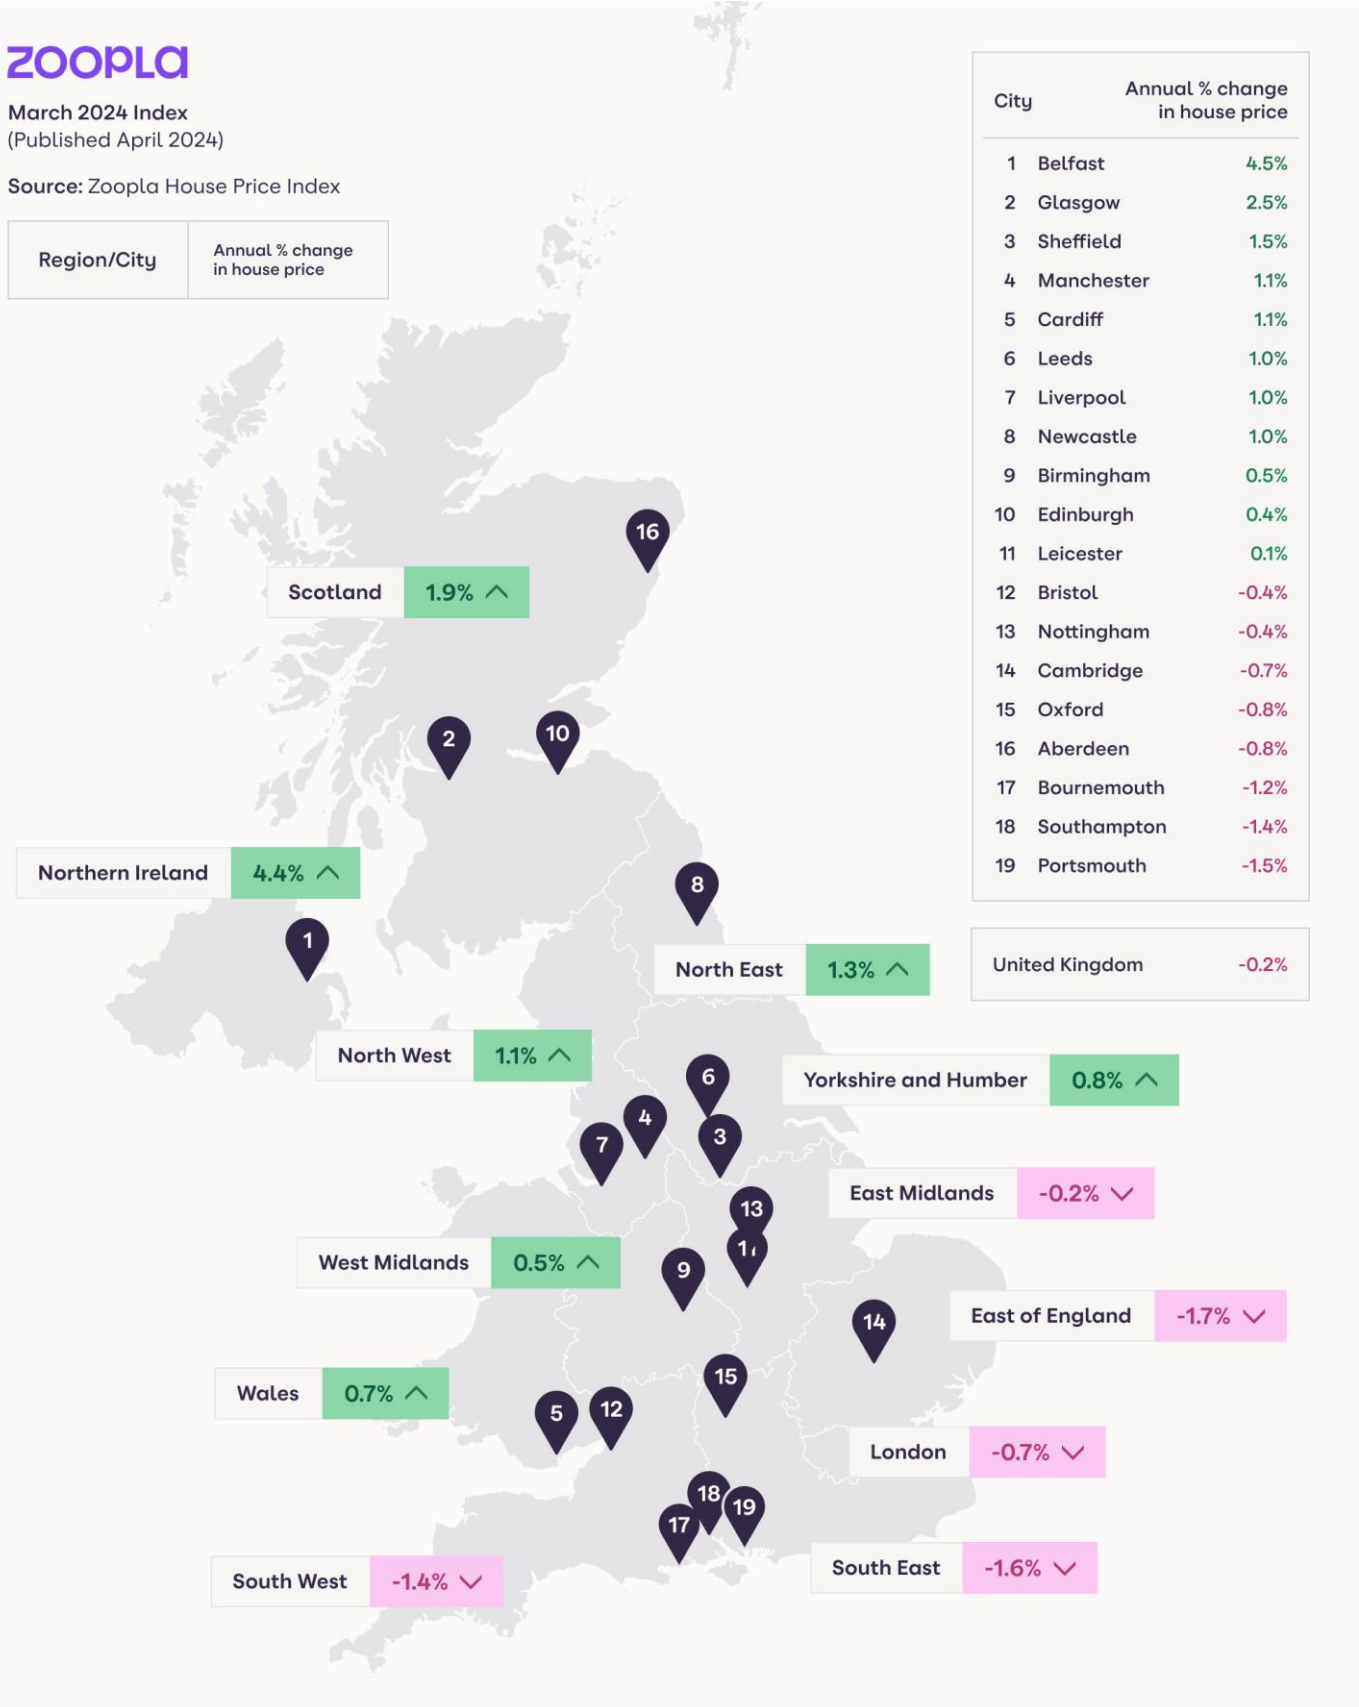 zoopla
March 2024 Index
(Published April 2024)
Source: Zoopla House Price Index
Region/City
Annual % change
in house price
City
Annual % change
in house price
1 Belfast 4.5%
2 Glasgow 2.5%
3 Sheffield 1.5%
4 Manchester 1.1%
5 Cardiff 1.1%
6 Leeds 1.0%
7 Liverpool 1.0%
8 Newcastle 1.0%
9 Birmingham 0.5%
10 Edinburgh 0.4%
11 Leicester 0.1%
12 Bristol -0.4%
13 Nottingham -0.4%
14 Cambridge -0.7%
15 Oxford -0.8%
16 Aberdeen -0.8%
17 Bournemouth -1.2%
18 Southampton -1.4%
19 Portsmouth -1.5%
United Kingdom -0.2%
16
Scotland 1.9%
2
10
Northern Ireland 4.4%
8
1
North East 1.3%
North West 1.1%
6
Yorkshire and Humber 0.8%
4
3
7
East Midlands -0.2%
13
West Midlands 0.5%
9
14
East of England -1.7%
15
Wales 0.7%
5
12
London -0.7%
18
19
17
South East -1.6%
South West -1.4%